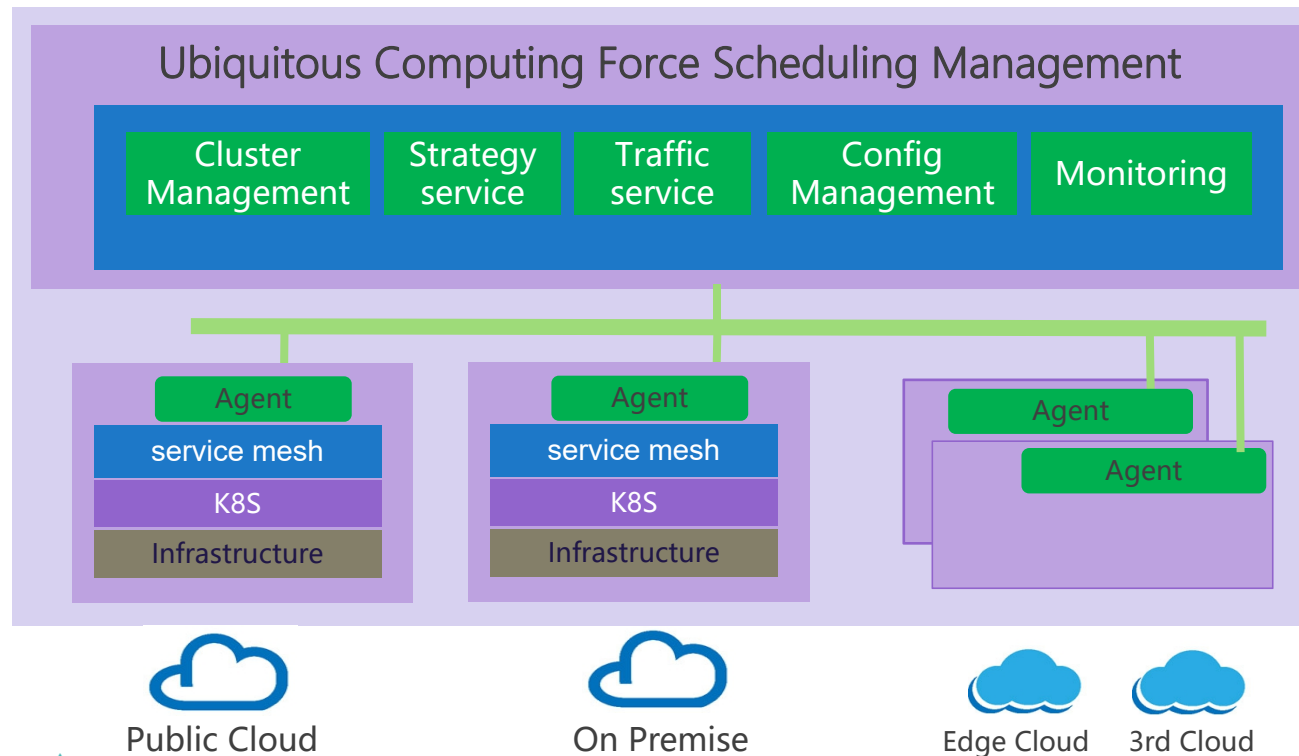 Ubiquitous Computing Force Scheduling Management
Cluster
Management
Strategy
service
Traffic
service
Config
Management
Monitoring
Agent
service mesh
K8S
Infrastructure
Agent
service mesh
K8S
Infrastructure
Agent
Agent
Public Cloud
On Premise
Edge Cloud
3rd Cloud